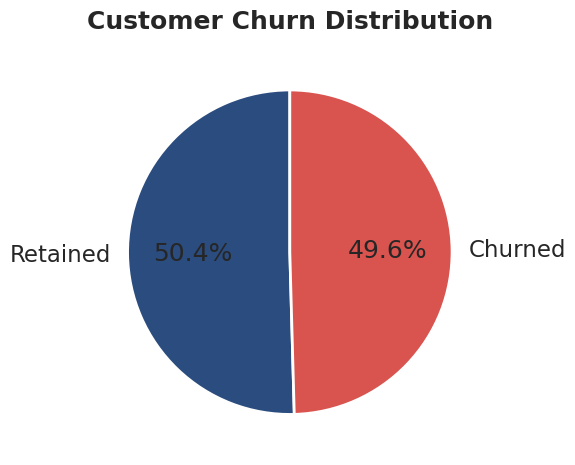 Customer Churn Distribution
Retained
50.4%
49.6%
Churned